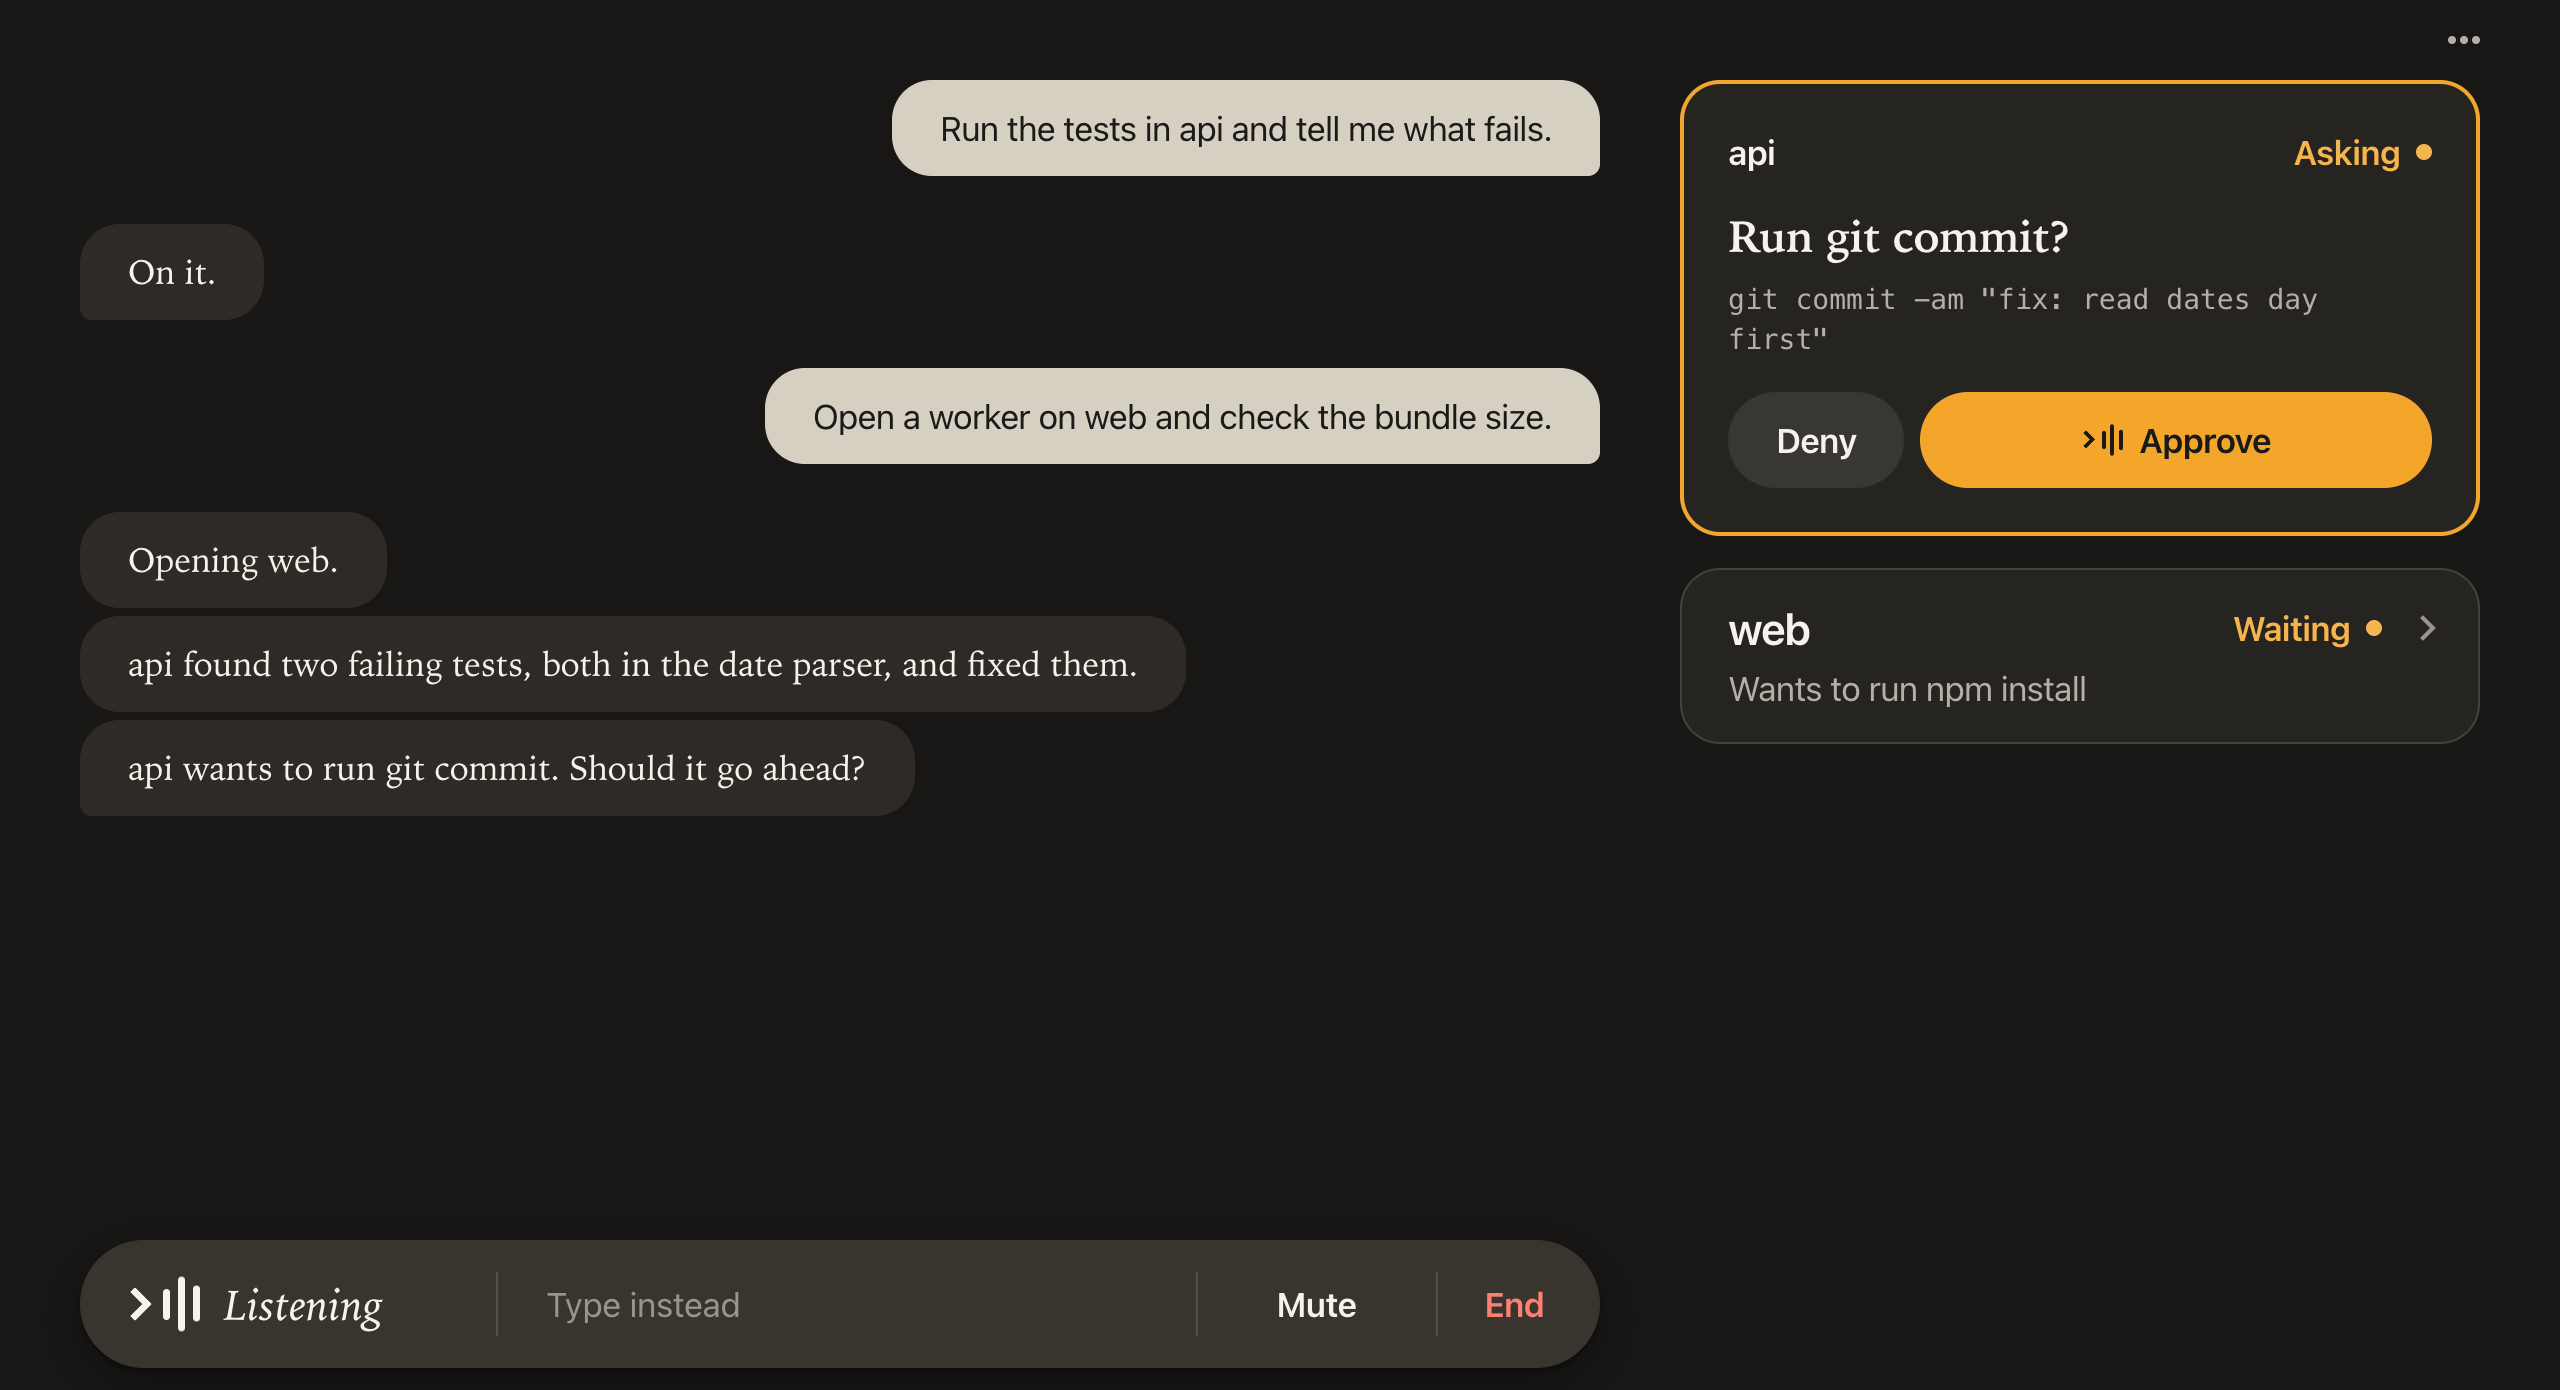 Run the tests in api and tell me what fails.
On it.
Open a worker on web and check the bundle size.
Opening web.
api found two failing tests, both in the date parser, and fixed them.
api wants to run git commit. Should it go ahead?
Listening
Type instead
Mute
End
api
Asking
Run git commit?
git commit -am "fix: read dates day
first"
Deny
Approve
web
Waiting
Wants to run npm install